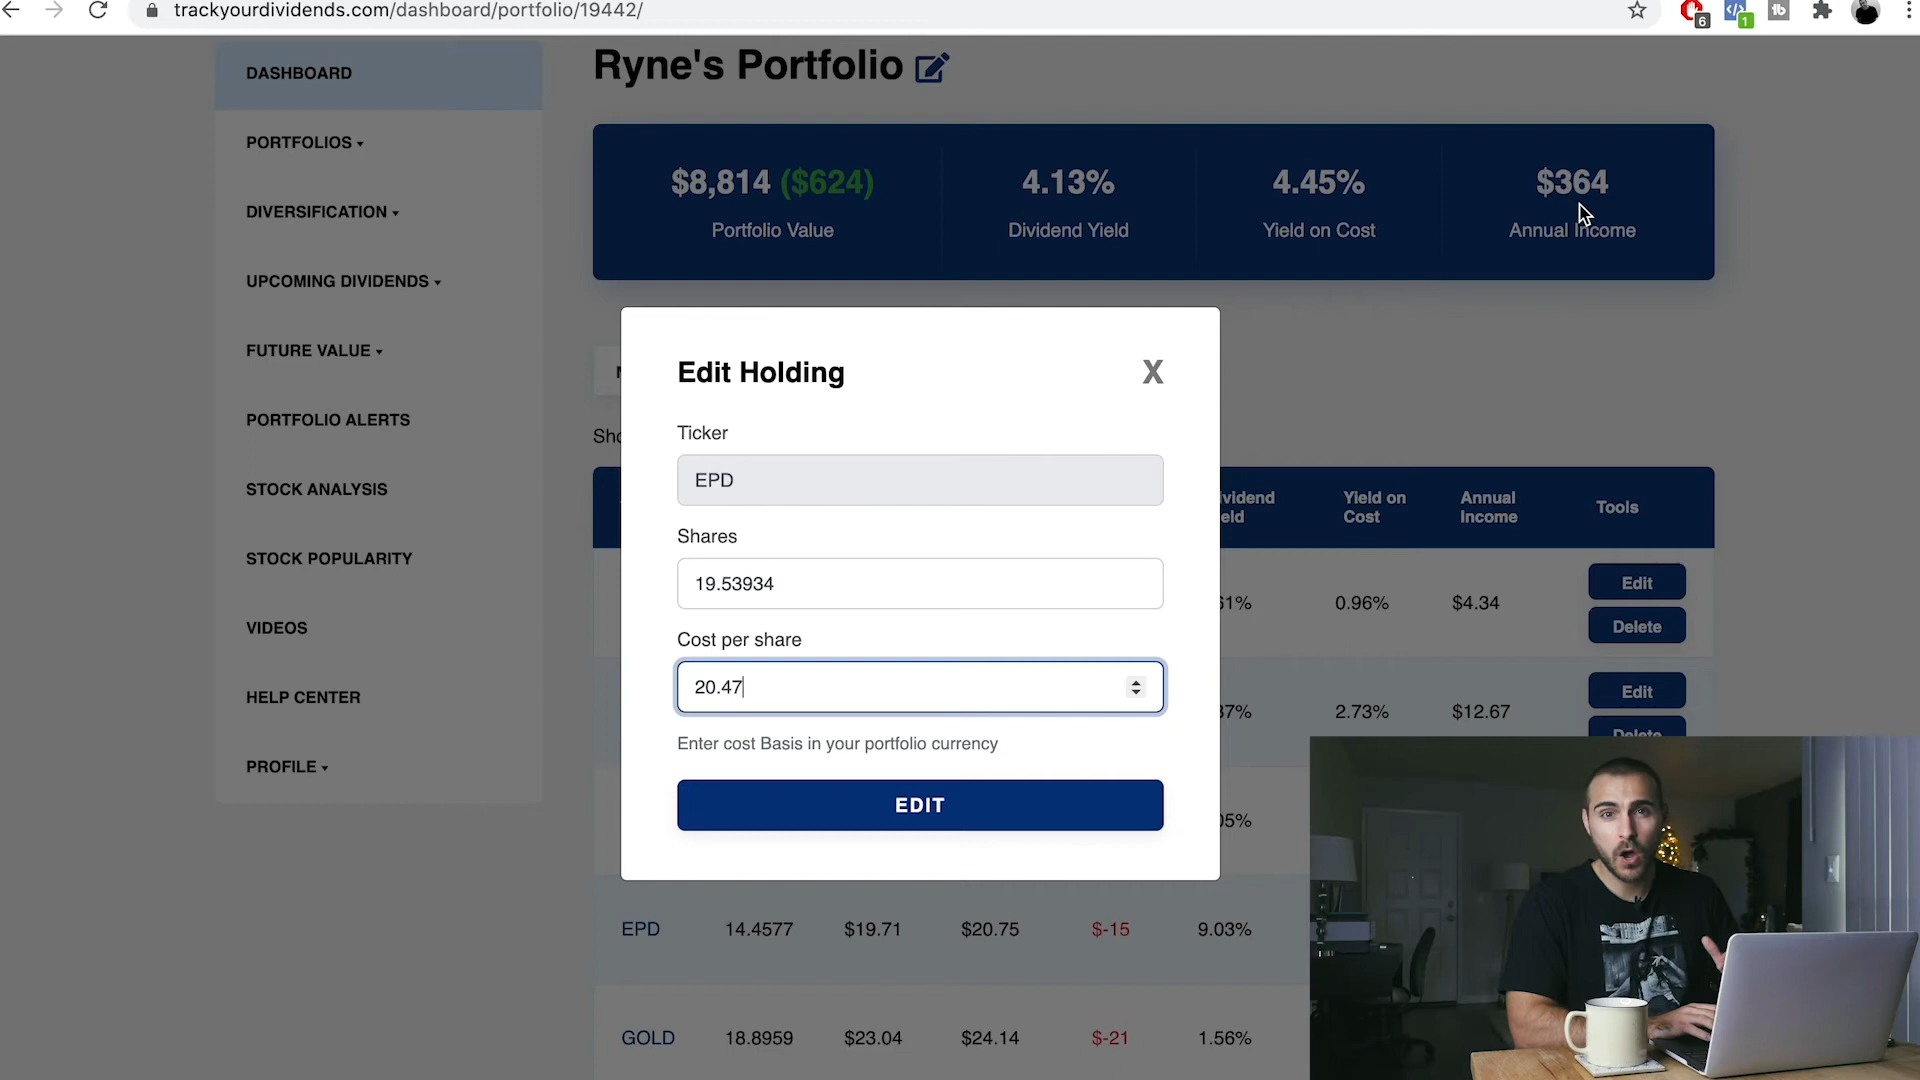 trackyourdividends.com/dashboard/portfolio/19442/
6
1
tb
DASHBOARD
PORTFOLIOS
DIVERSIFICATION
UPCOMING DIVIDENDS
FUTURE VALUE
PORTFOLIO ALERTS
STOCK ANALYSIS
STOCK POPULARITY
VIDEOS
HELP CENTER
PROFILE
Ryne's Portfolio
$8,814 ($624)
Portfolio Value
4.13%
Dividend Yield
4.45%
Yield on Cost
$364
Annual Income
Edit Holding
X
Ticker
EPD
Shares
19.53934
Cost per share
20.47
Enter cost Basis in your portfolio currency
EDIT
Yield on
Cost
Annual
Income
Tools
0.96% $4.34 Edit
Delete
2.73% $12.67 Edit
Delete
EPD 14.4577 $19.71 $20.75 $-15 9.03%
GOLD 18.8959 $23.04 $24.14 $-21 1.56%